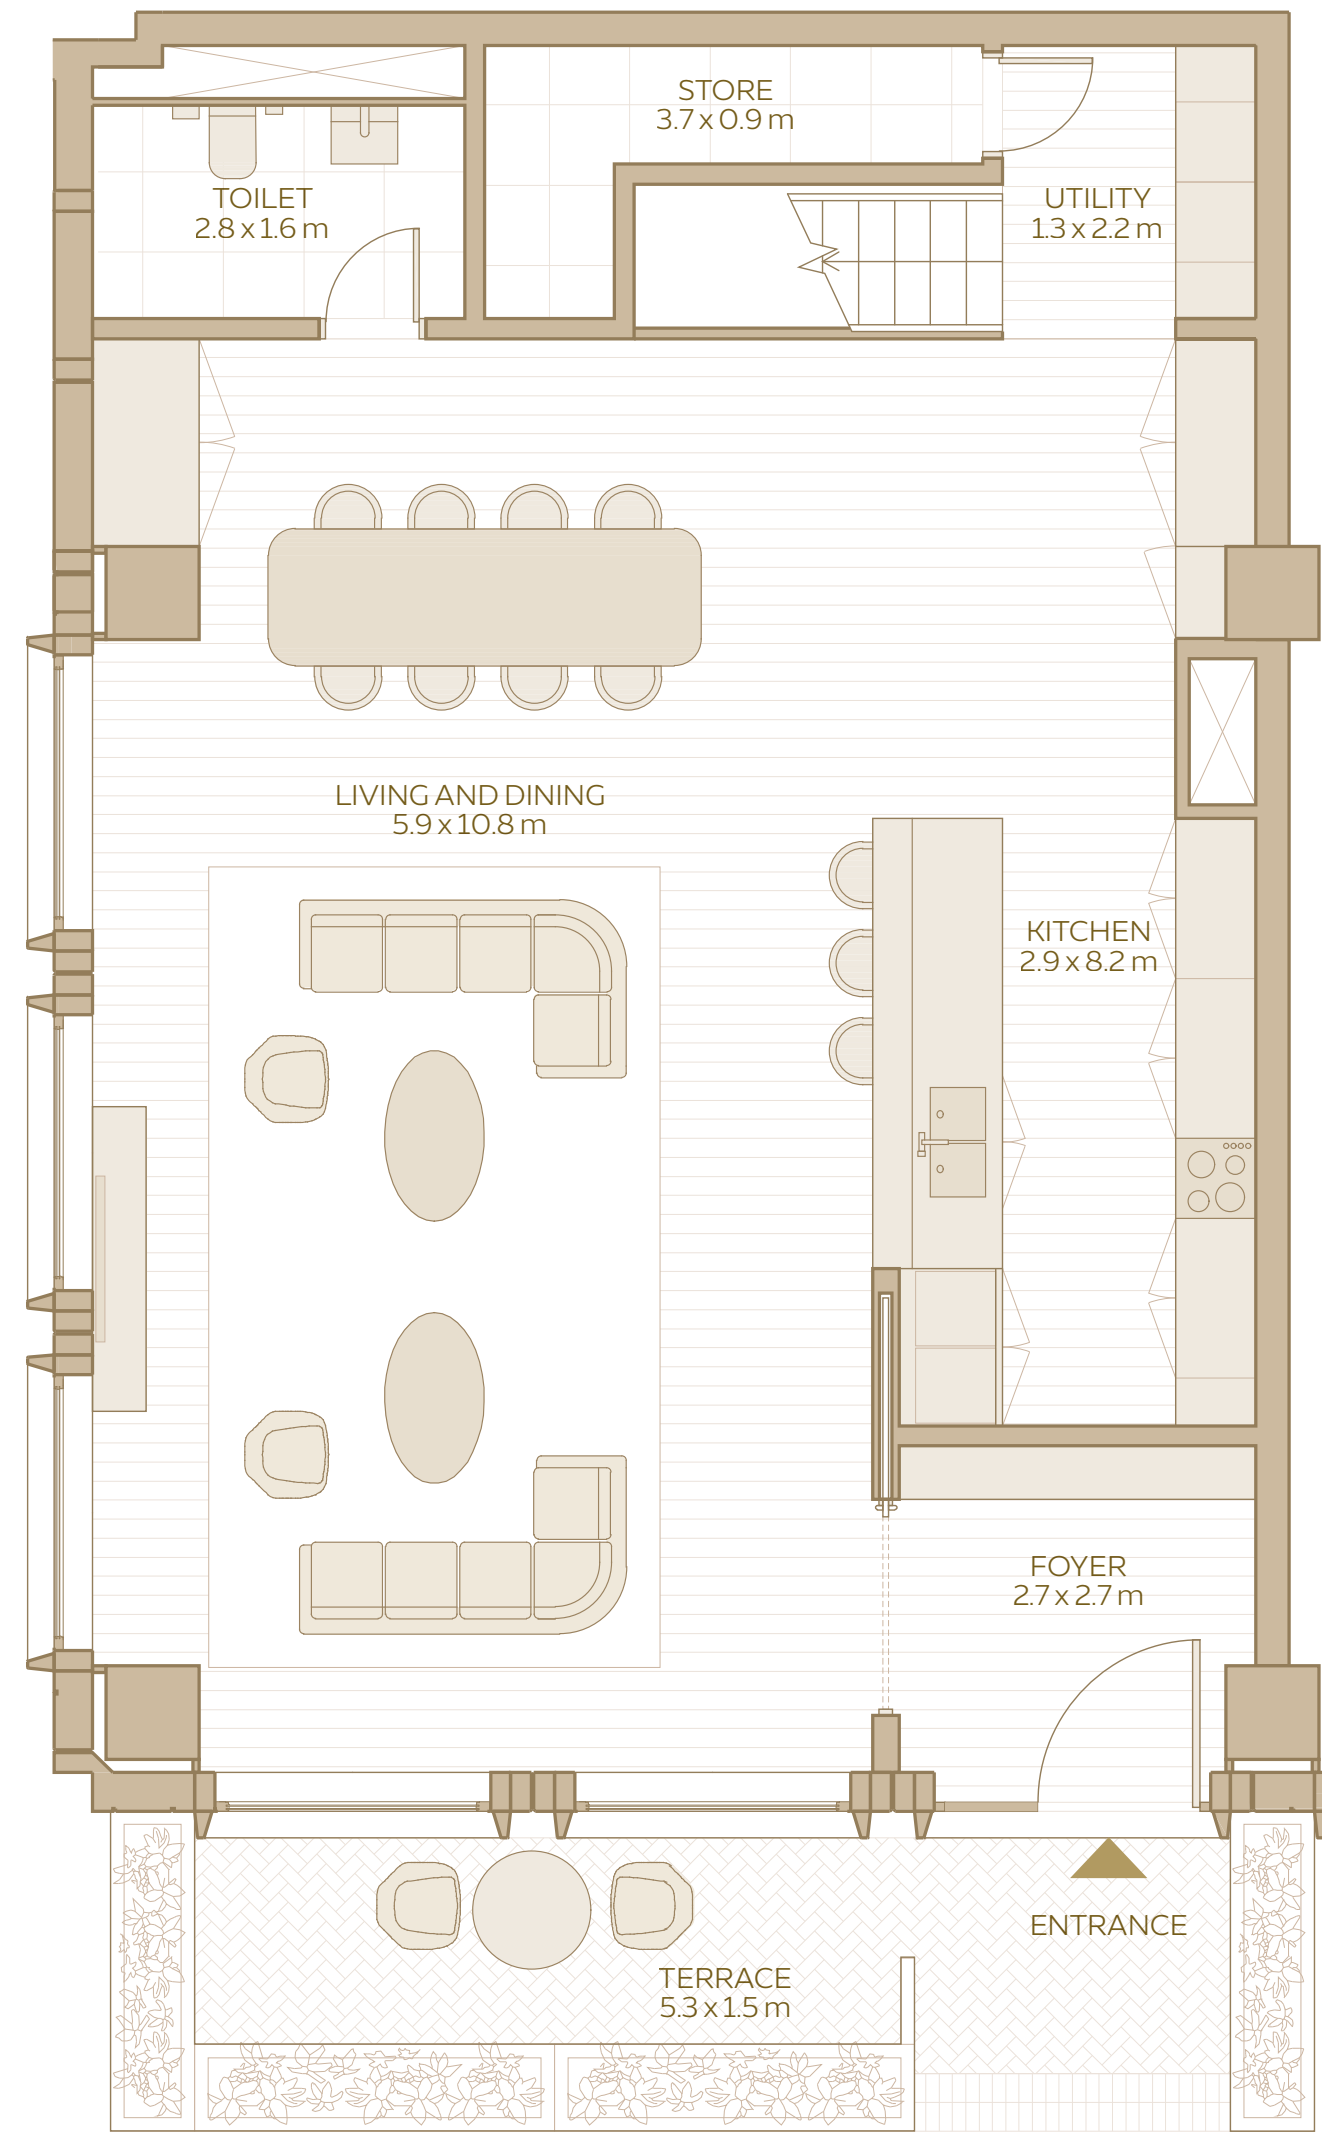 STORE
3.7 x 0.9 m
TOILET
2.8 x 1.6 m
UTILITY
1.3 x 2.2 m
LIVING AND DINING
5.9 x 10.8 m
KITCHEN
2.9 x 8.2 m
FOYER
2.7 x 2.7 m
ENTRANCE
TERRACE
5.3 x 1.5 m